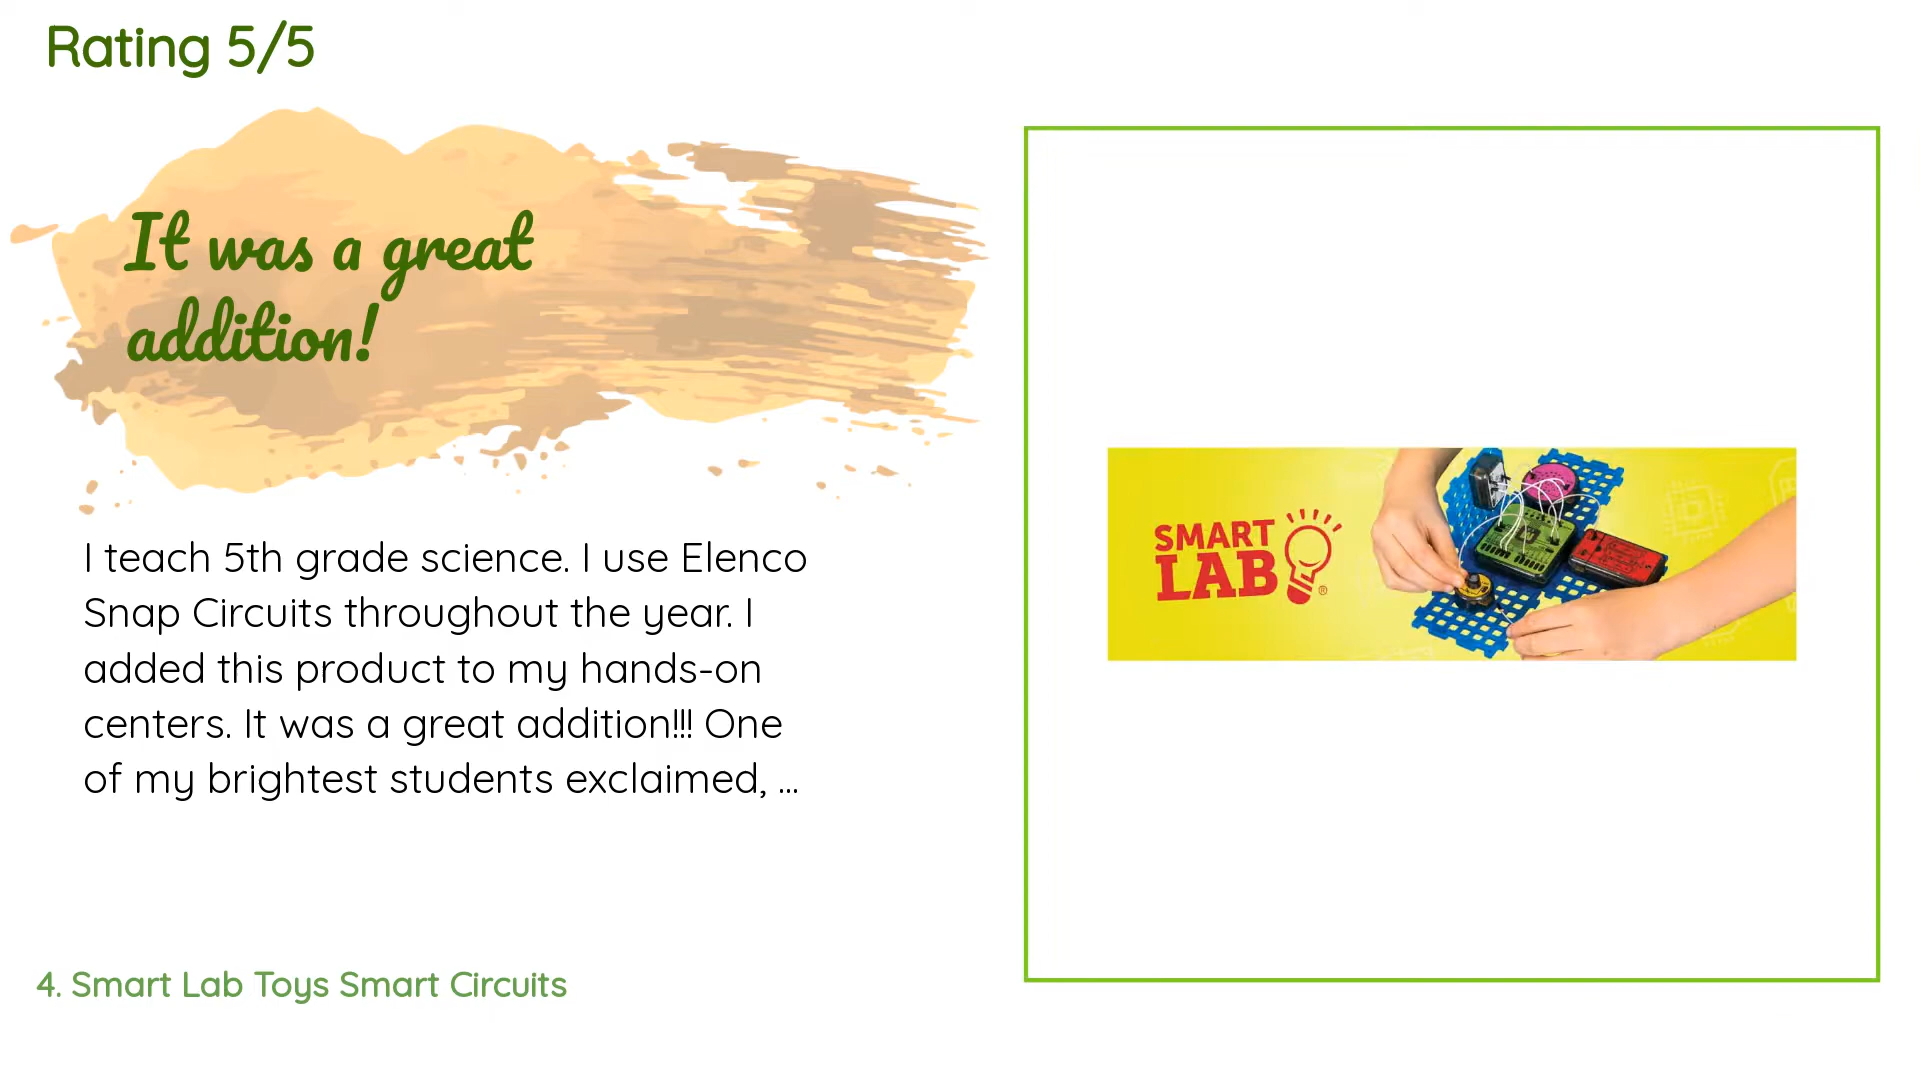 Rating 5/5
It was a great
addition!
I teach 5th grade science. I use Elenco
Snap Circuits throughout the year. I
added this product to my hands-on
centers. It was a great addition!!! One
of my brightest students exclaimed, ...
SMART
LAB®
4. Smart Lab Toys Smart Circuits